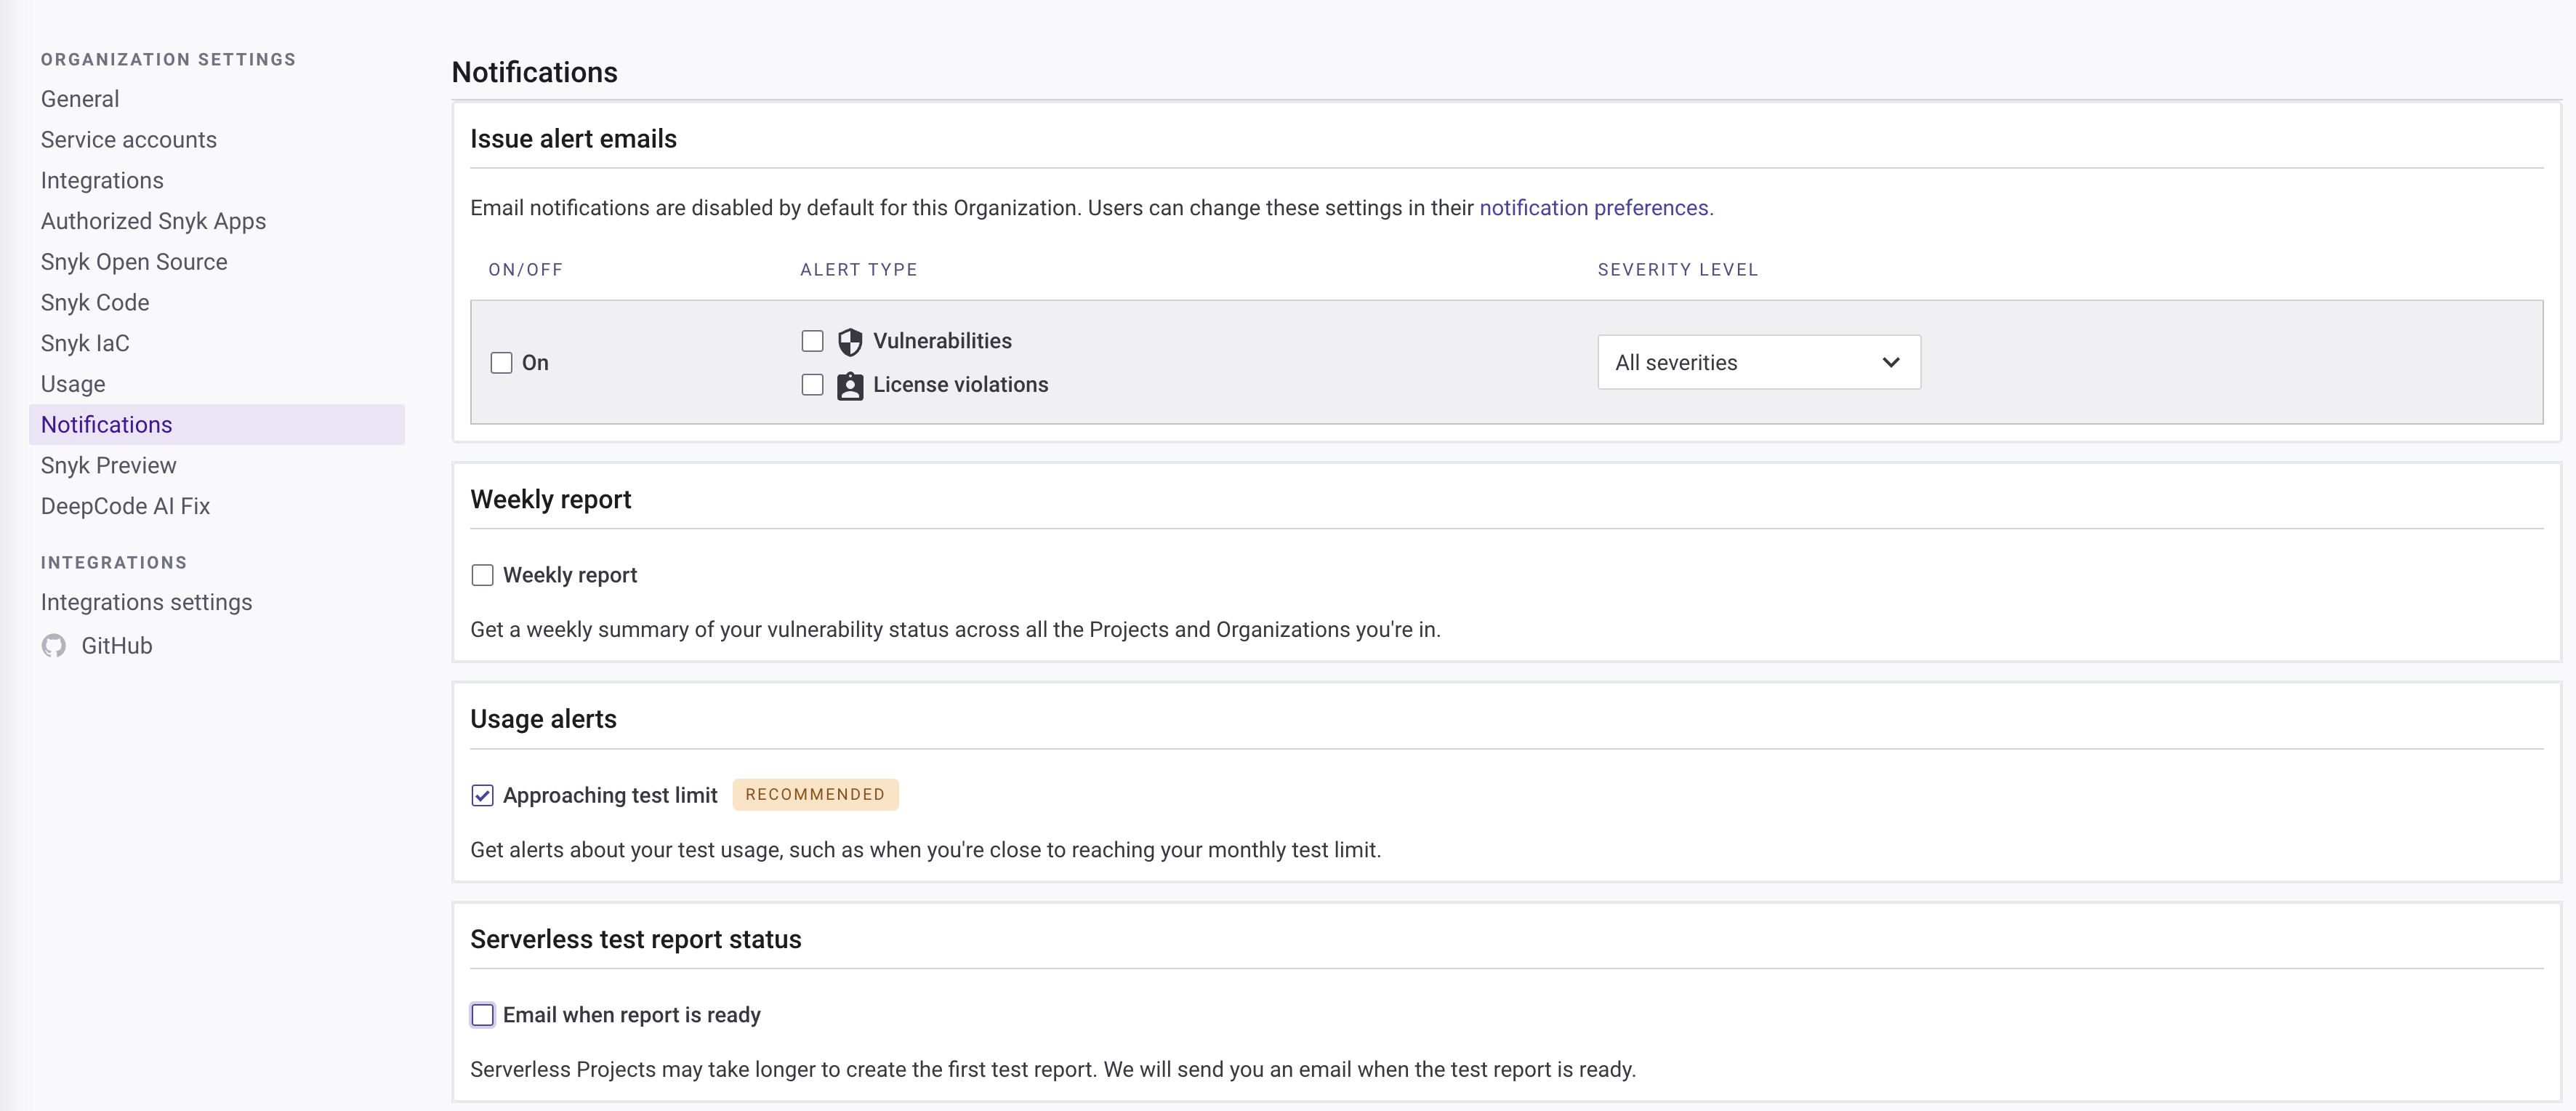 ORGANIZATION SETTINGS
General
Service accounts
Integrations
Authorized Snyk Apps
Snyk Open Source
Snyk Code
Snyk IaC
Usage
Notifications
Snyk Preview
DeepCode AI Fix
INTEGRATIONS
Integrations settings
GitHub
Notifications
Issue alert emails
Email notifications are disabled by default for this Organization. Users can change these settings in their notification preferences.
ON/OFF ALERT TYPE SEVERITY LEVEL
On
Vulnerabilities
License violations
All severities
Weekly report
Weekly report
Get a weekly summary of your vulnerability status across all the Projects and Organizations you're in.
Usage alerts
Approaching test limit RECOMMENDED
Get alerts about your test usage, such as when you're close to reaching your monthly test limit.
Serverless test report status
Email when report is ready
Serverless Projects may take longer to create the first test report. We will send you an email when the test report is ready.